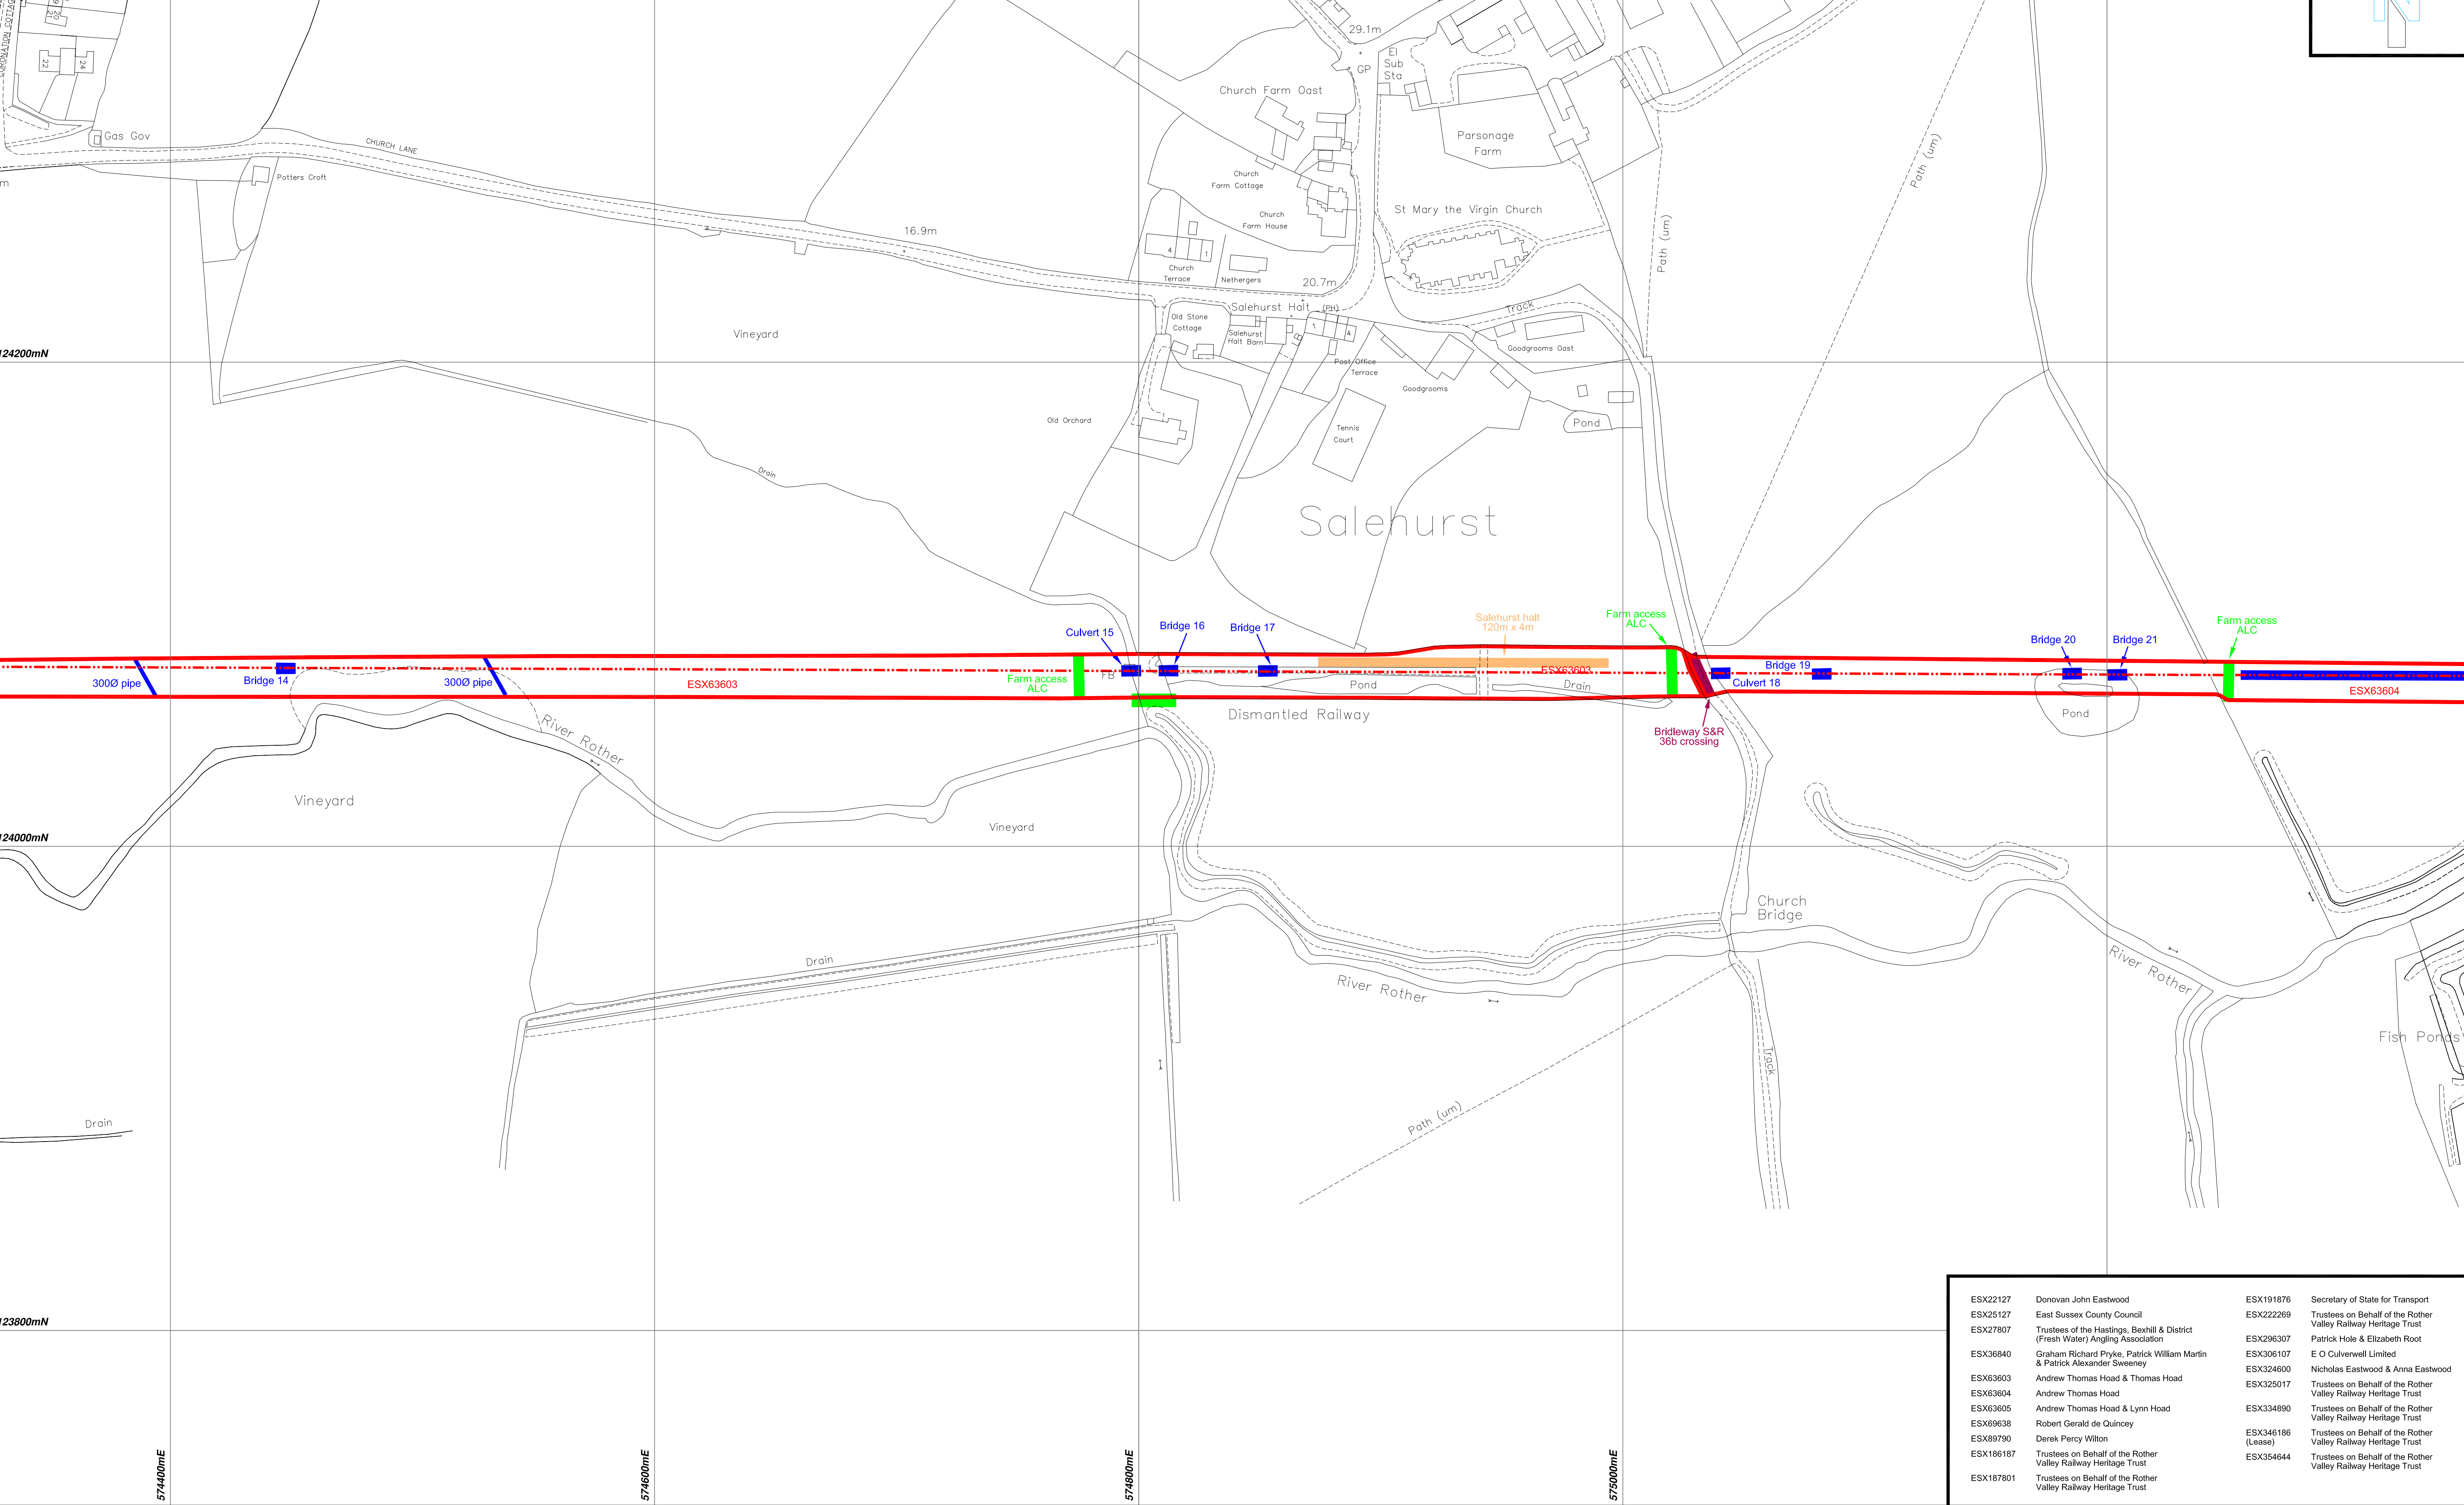 CORONATION COTTAGES
19
20
21
22
24
Gas Gov
CHURCH LANE
Potters Croft
m
16.9m
29.1m
GP
El
Sub
Sta
Church Farm Oast
Parsonage
Farm
Church
Farm Cottage
Church
Farm House
St Mary the Virgin Church
Path (um)
Path (um)
4
1
Church
Terrace
Nethergers
20.7m
Salehurst Halt (PH)
Track
Old Stone
Cottage
Salehurst
Halt Barn
LB
1
4
Post Office
Terrace
Goodgrooms Oast
Goodgrooms
124200mN
Vineyard
Old Orchard
Tennis
Court
Pond
Drain
Salehurst
Salehurst halt
120m x 4m
Farm access
ALC
Farm access
ALC
Culvert 15
Bridge 16
Bridge 17
Bridge 20
Bridge 21
300Ø pipe
Bridge 14
300Ø pipe
ESX63603
Farm access
ALC
FB
Pond
ESX63603
Drain
Bridge 19
Culvert 18
ESX63604
Dismantled Railway
Pond
Bridleway S&R
36b crossing
River Rother
Vineyard
Vineyard
124000mN
Church
Bridge
Drain
River Rother
River Rother
Fish Ponds
Track
Path (um)
Drain
123800mN
574400mE
574600mE
574800mE
575000mE
ESX22127 Donovan John Eastwood
ESX25127 East Sussex County Council
ESX27807 Trustees of the Hastings, Bexhill & District
(Fresh Water) Angling Association
ESX36840 Graham Richard Pryke, Patrick William Martin
& Patrick Alexander Sweeney
ESX63603 Andrew Thomas Hoad & Thomas Hoad
ESX63604 Andrew Thomas Hoad
ESX63605 Andrew Thomas Hoad & Lynn Hoad
ESX69638 Robert Gerald de Quincey
ESX89790 Derek Percy Wilton
ESX186187 Trustees on Behalf of the Rother
Valley Railway Heritage Trust
ESX187801 Trustees on Behalf of the Rother
Valley Railway Heritage Trust
ESX191876 Secretary of State for Transport
ESX222269 Trustees on Behalf of the Rother
Valley Railway Heritage Trust
ESX296307 Patrick Hole & Elizabeth Root
ESX306107 E O Culverwell Limited
ESX324600 Nicholas Eastwood & Anna Eastwood
ESX325017 Trustees on Behalf of the Rother
Valley Railway Heritage Trust
ESX334890 Trustees on Behalf of the Rother
Valley Railway Heritage Trust
ESX346186 Trustees on Behalf of the Rother
(Lease) Valley Railway Heritage Trust
ESX354644 Trustees on Behalf of the Rother
Valley Railway Heritage Trust